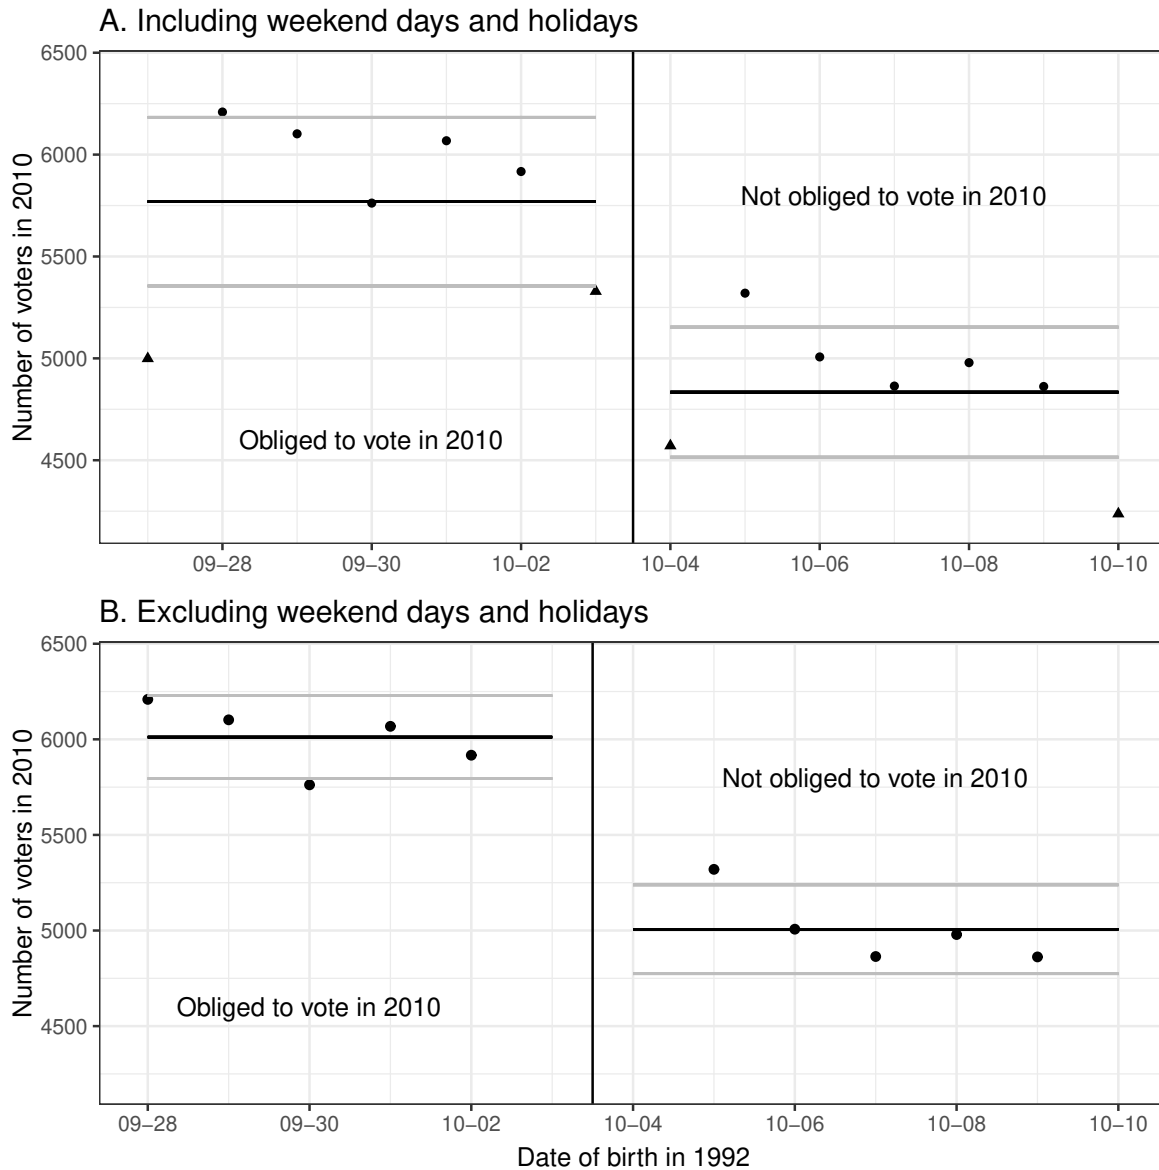 A. Including weekend days and holidays
6500
6000
5500
5000
4500
Number of voters in 2010
Not obliged to vote in 2010
Obliged to vote in 2010
09−28
09−30
10−02
10−04
10−06
10−08
10−10
B. Excluding weekend days and holidays
6500
6000
5500
5000
4500
Number of voters in 2010
Not obliged to vote in 2010
Obliged to vote in 2010
09−28
09−30
10−02
10−04
10−06
10−08
10−10
Date of birth in 1992